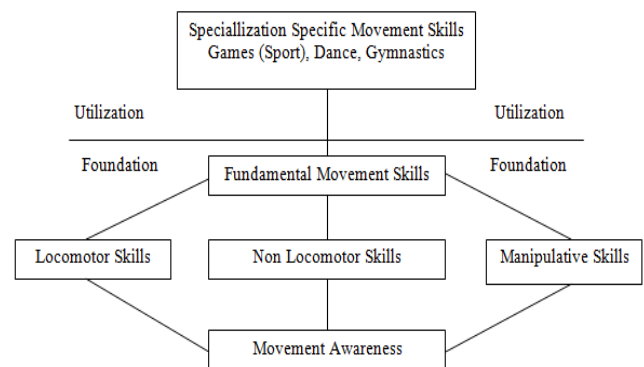 Speciallization Specific Movement Skills
Games (Sport), Dance, Gymnastics
Utilization
Utilization
Foundation
Foundation
Fundamental Movement Skills
Locomotor Skills
Non Locomotor Skills
Manipulative Skills
Movement Awareness